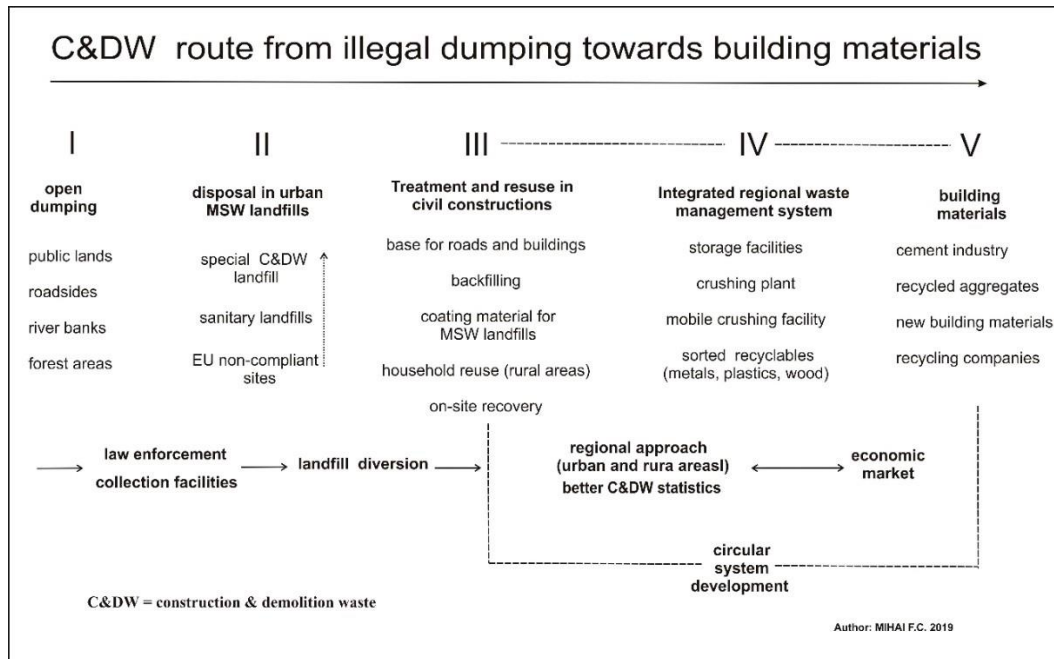 C&DW route from illegal dumping towards building materials
I
II
III
IV
V
open
dumping
public lands
roadsides
river banks
forest areas
disposal in urban
MSW landfills
special C&DW
landfill
sanitary landfills
EU non-compliant
sites
Treatment and resuse in
civil constructions
base for roads and buildings
backfilling
coating material for
MSW landfills
household reuse (rural areas)
on-site recovery
Integrated regional waste
management system
storage facilities
crushing plant
mobile crushing facility
sorted recyclables
(metals, plastics, wood)
building
materials
cement industry
recycled aggregates
new building materials
recycling companies
law enforcement
collection facilities
landfill diversion
regional approach
(urban and rura areasl)
better C&DW statistics
economic
market
circular
system
development
C&DW = construction & demolition waste
Author: MIHAI F.C. 2019